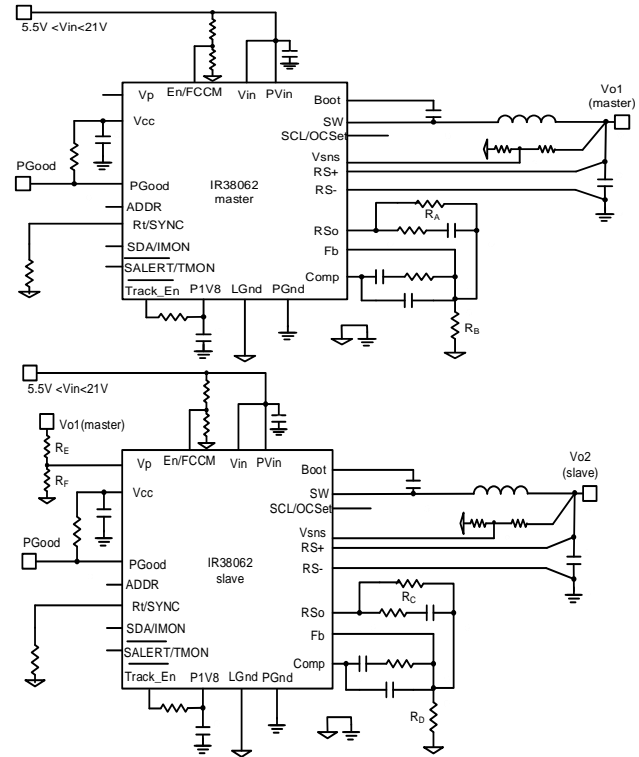 5.5V <Vin<21V
En/FCCM
Vin
PVin
Vp
Boot
Vo1
(master)
Vcc
SW
SCL/OCSet
Vsns
PGood
RS+
PGood
IR38062
master
RS-
ADDR
RA
Rt/SYNC
RSo
SDA/IMON
Fb
SALERT/TMON
Comp
Track_En
P1V8
LGnd
PGnd
RB
5.5V <Vin<21V
Vo1(master)
RE
En/FCCM
Vin
PVin
Vp
Boot
Vo2
(slave)
RF
Vcc
SW
SCL/OCSet
Vsns
PGood
RS+
PGood
IR38062
slave
RS-
ADDR
RC
Rt/SYNC
RSo
SDA/IMON
Fb
SALERT/TMON
Comp
Track_En
P1V8
LGnd
PGnd
RD